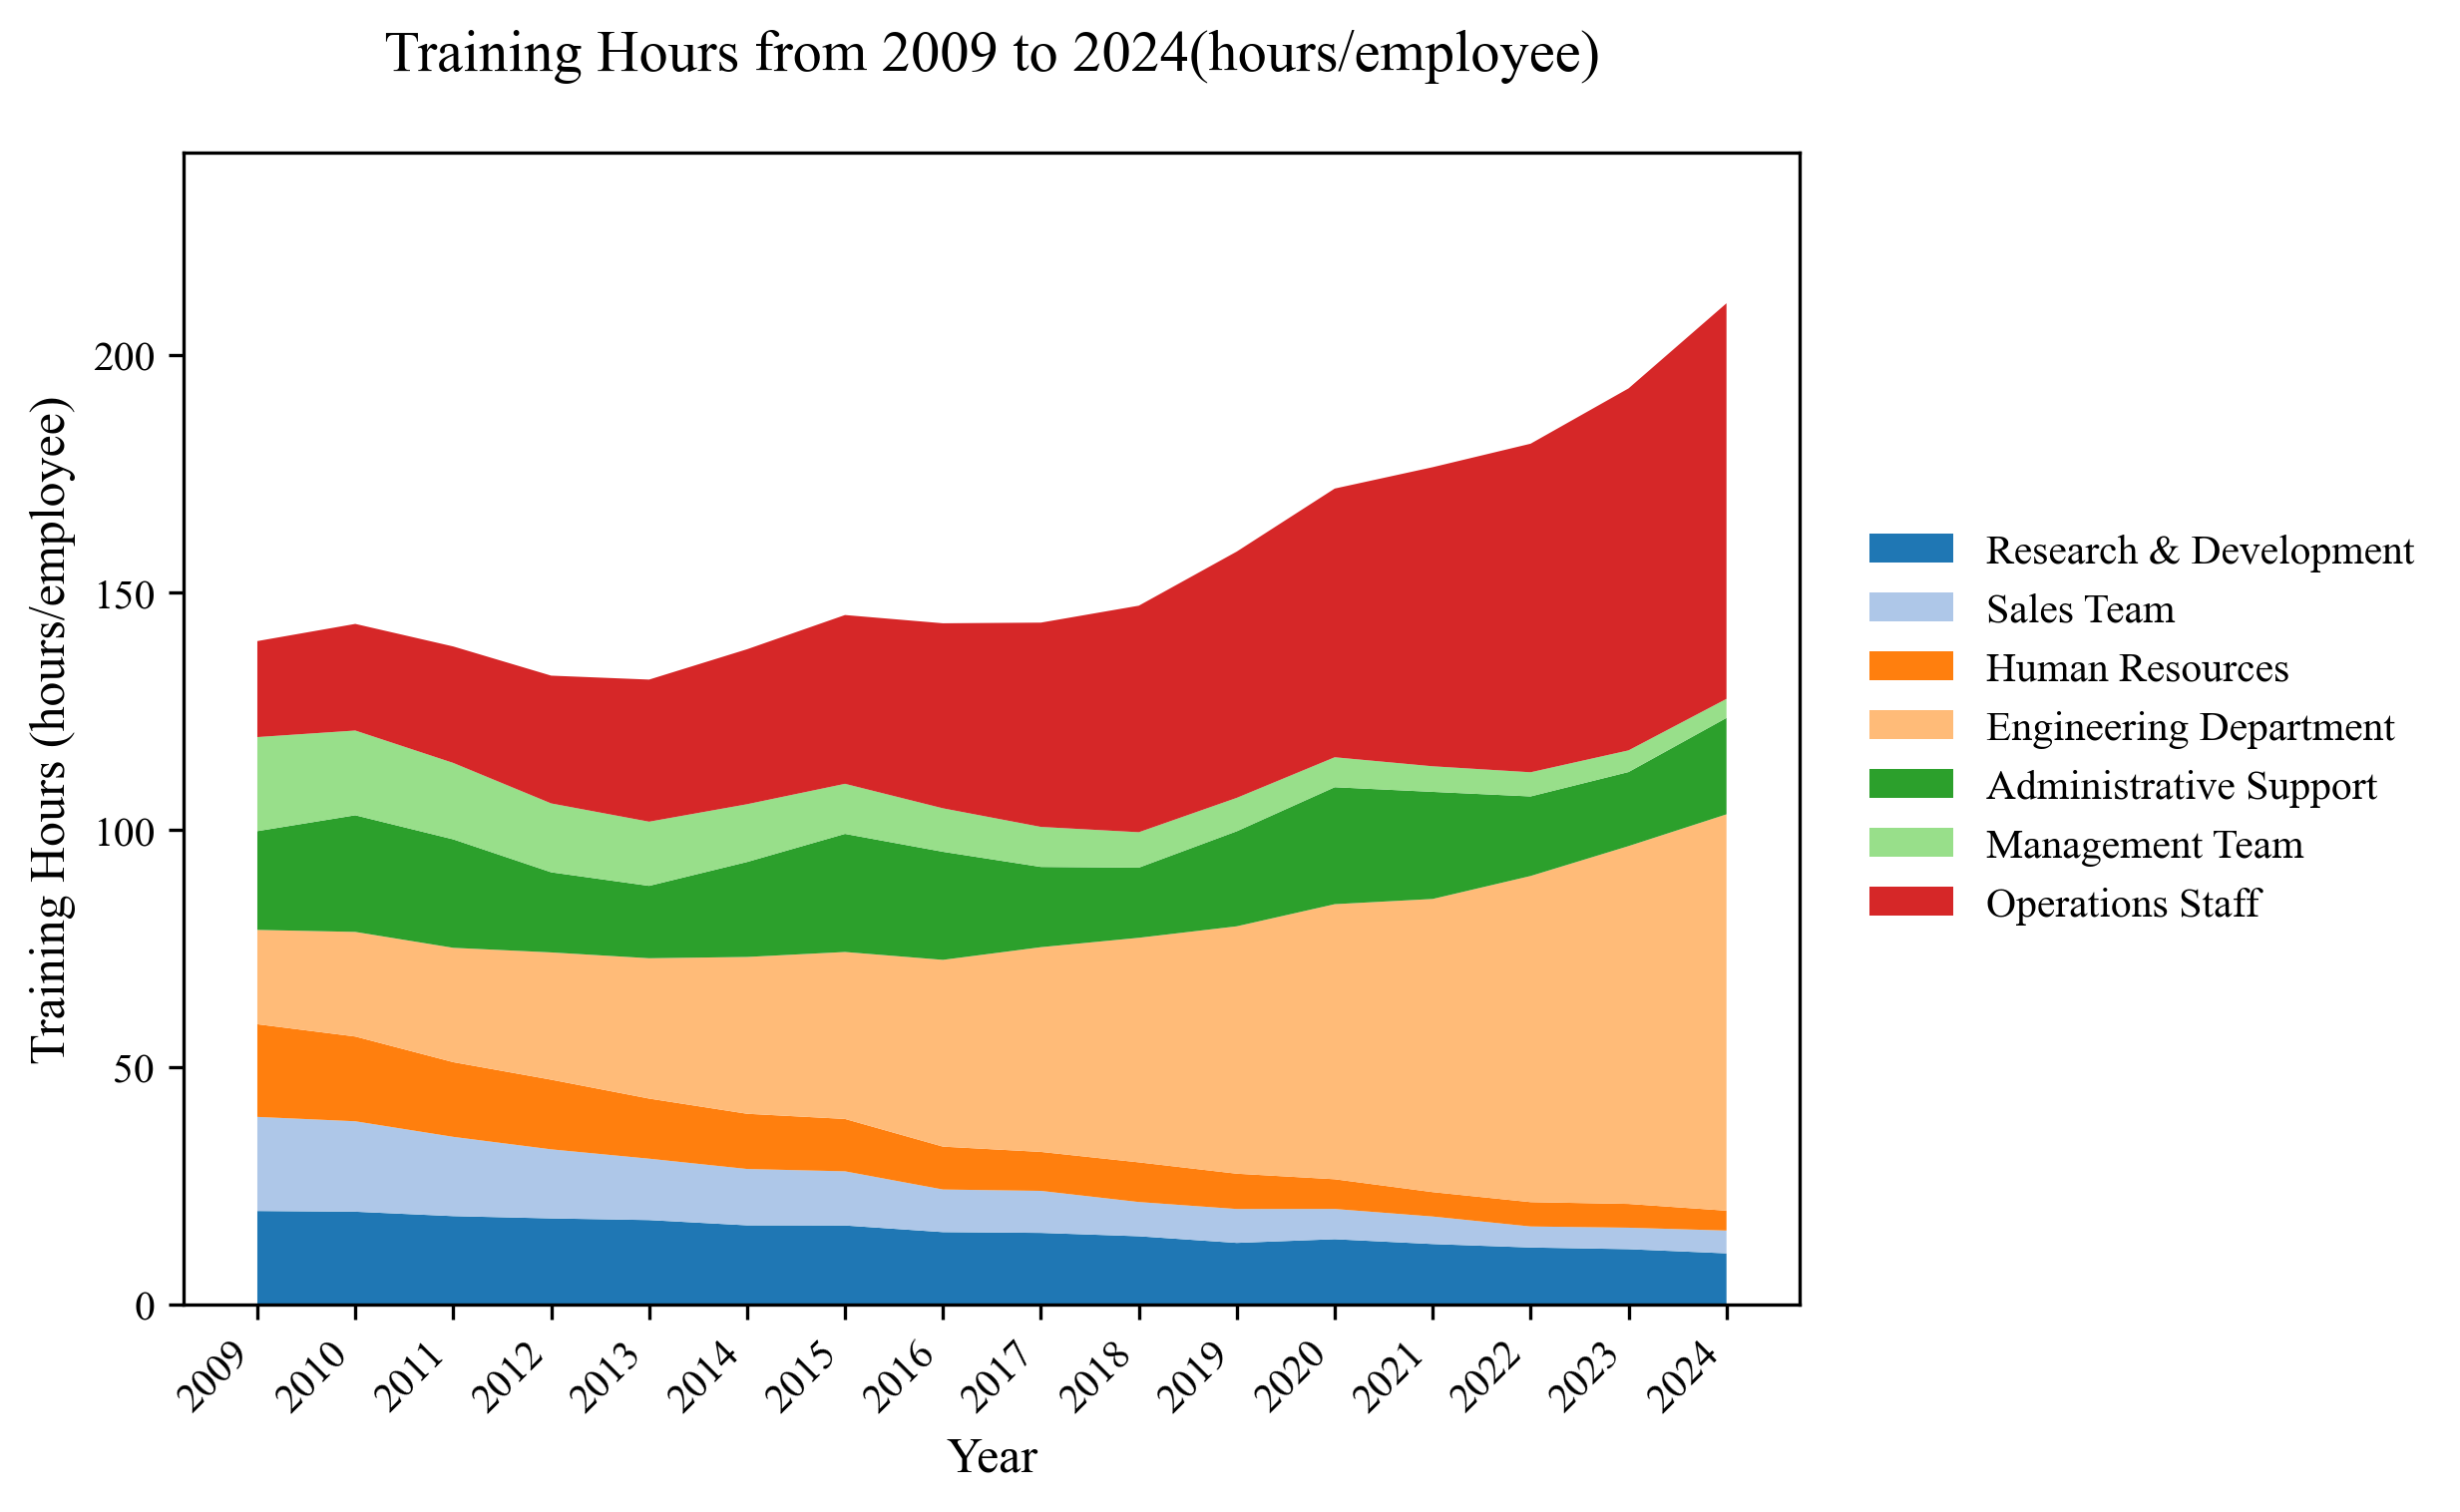 Training Hours from 2009 to 2024(hours/employee)
Training Hours (hours/employee)
200
150
100
50
0
2009
2010
2011
2012
2013
2014
2015
2016
2017
2018
2019
2020
2021
2022
2023
2024
Year
Research & Development
Sales Team
Human Resources
Engineering Department
Administrative Support
Management Team
Operations Staff